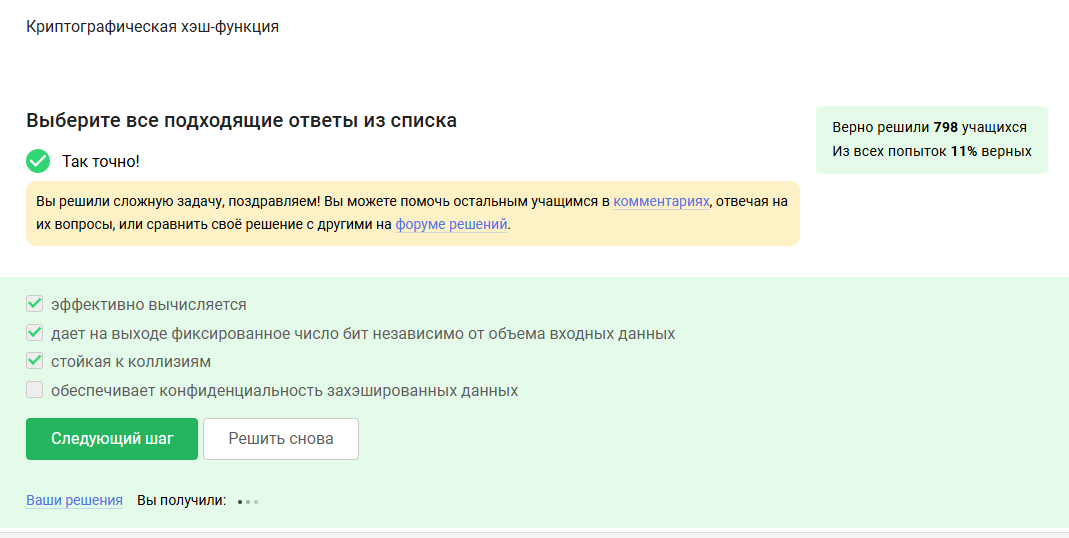 Криптографическая хэш-функция
Выберите все подходящие ответы из списка
Верно решили 798 учащихся
Из всех попыток 11% верных
Так точно!
Вы решили сложную задачу, поздравляем! Вы можете помочь остальным учащимся в комментариях, отвечая на
их вопросы, или сравнить своё решение с другими на форуме решений.
эффективно вычисляется
дает на выходе фиксированное число бит независимо от объема входных данных
стойкая к коллизиям
обеспечивает конфиденциальность захэшированных данных
Следующий шаг
Решить снова
Ваши решения Вы получили: